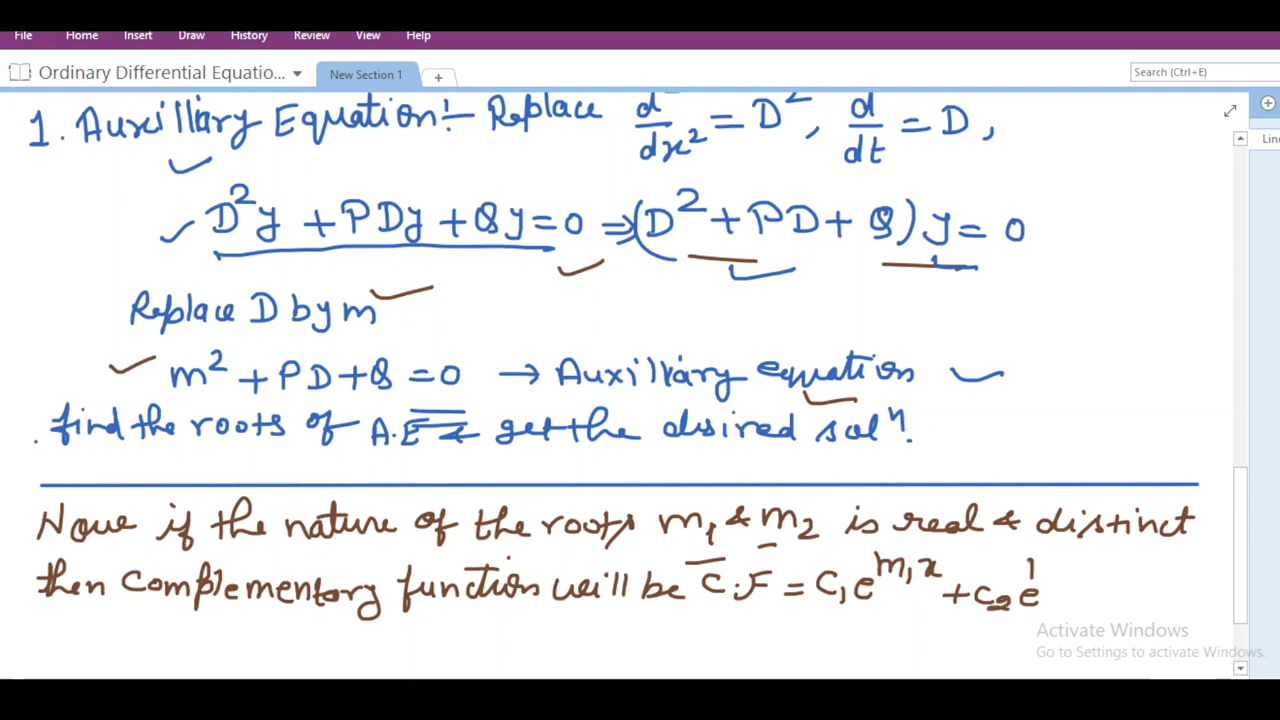 File Home Insert Draw History Review View Help
Ordinary Differential Equatio... New Section 1 + Search (Ctrl+E)
1. Auxilliary Equation:- Replace d²/dx² = D², d/dt = D,
D²y + PDy + Qy = 0 ⇒ (D² + PD + Q) y = 0
Replace D by m
m² + PD + Q = 0 → Auxilliary equation
find the roots of A.E & get the desired solⁿ.
Now if the nature of the roots m₁ & m₂ is real & distinct
then Complementory function will be C.F = C₁e^m₁x + C₂e
Activate Windows
Go to Settings to activate Windows.